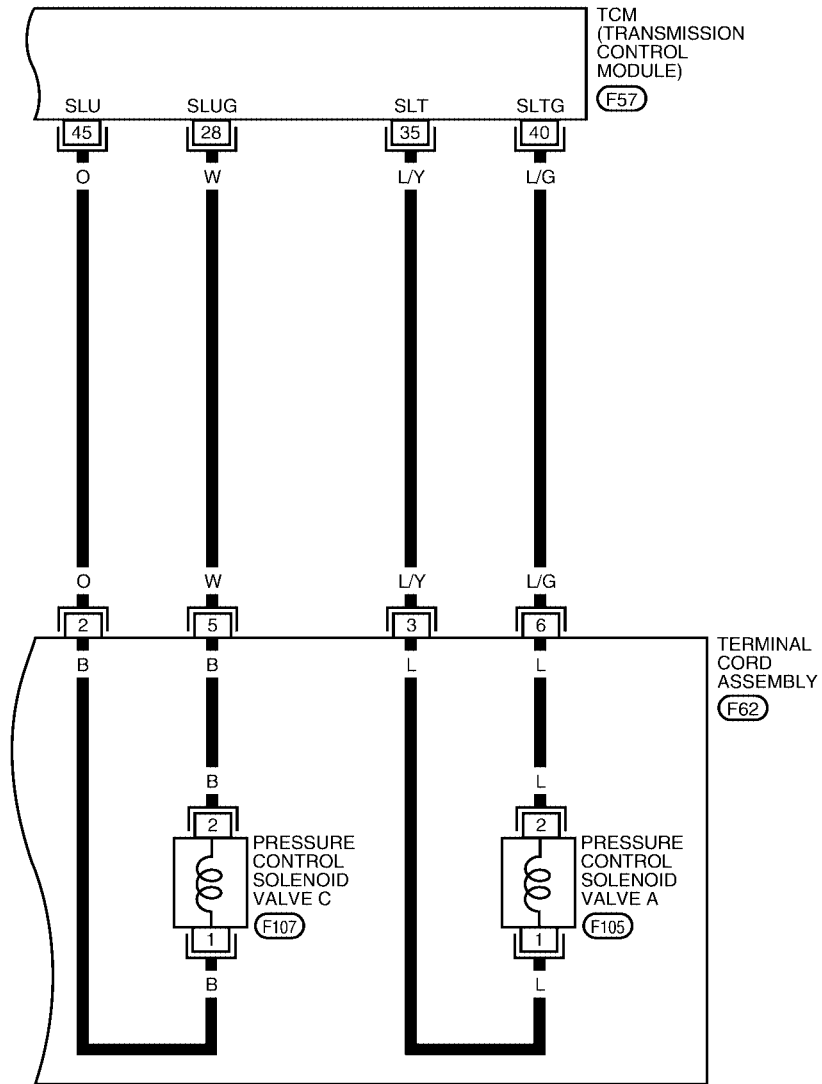 TCM
(TRANSMISSION
CONTROL
MODULE)
F57
SLU SLUG SLT SLTG
45 28 35 40
O W L/Y L/G
O W L/Y L/G
2 5 3 6
B B L L
TERMINAL
CORD
ASSEMBLY
F62
B L
2 2
PRESSURE
CONTROL
SOLENOID
VALVE C
F107
PRESSURE
CONTROL
SOLENOID
VALVE A
F105
1 1
B L